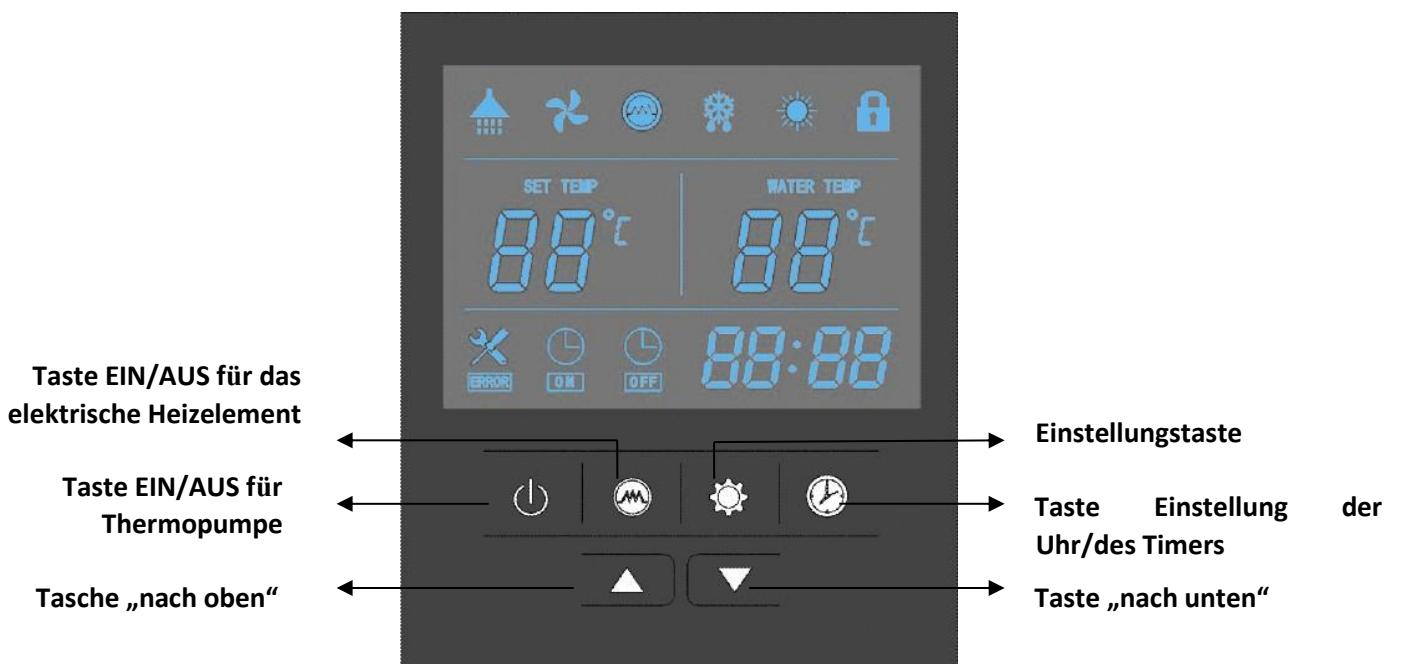 SET TEMP
WATER TEMP
88°C
88°C
ERROR
ON
OFF
88:88
Taste EIN/AUS für das
elektrische Heizelement
Taste EIN/AUS für
Thermopumpe
Tasche „nach oben“
Einstellungstaste
Taste Einstellung der
Uhr/des Timers
Taste „nach unten“